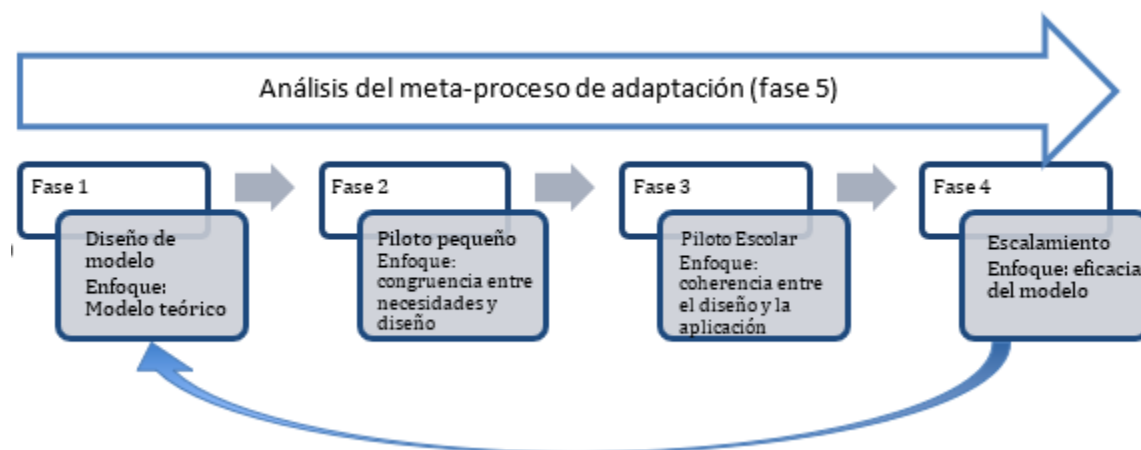 Análisis del meta-proceso de adaptación (fase 5)
Fase 1
Diseño de
modelo
Enfoque:
Modelo teórico
Fase 2
Piloto pequeño
Enfoque:
congruencia entre
necesidades y
diseño
Fase 3
Piloto Escolar
Enfoque:
coherencia entre
el diseño y la
aplicación
Fase 4
Escalamiento
Enfoque: eficacia
del modelo